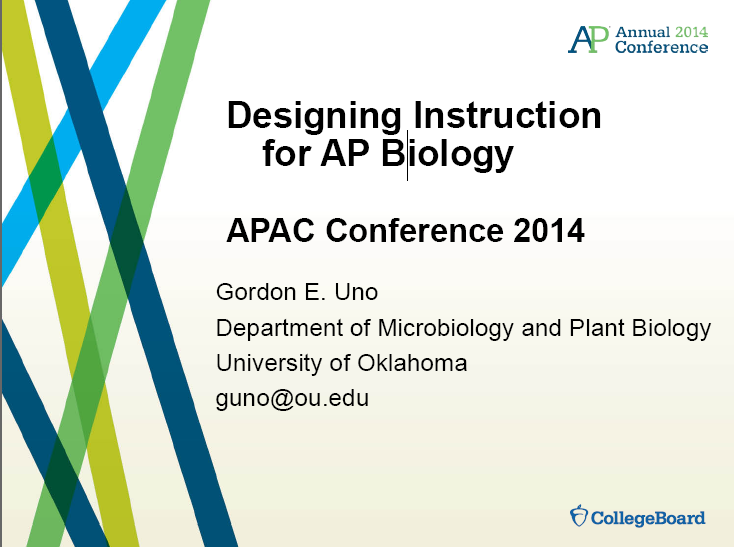 AP Annual 2014
Conference
Designing Instruction
for AP Biology
APAC Conference 2014
Gordon E. Uno
Department of Microbiology and Plant Biology
University of Oklahoma
guno@ou.edu
CollegeBoard